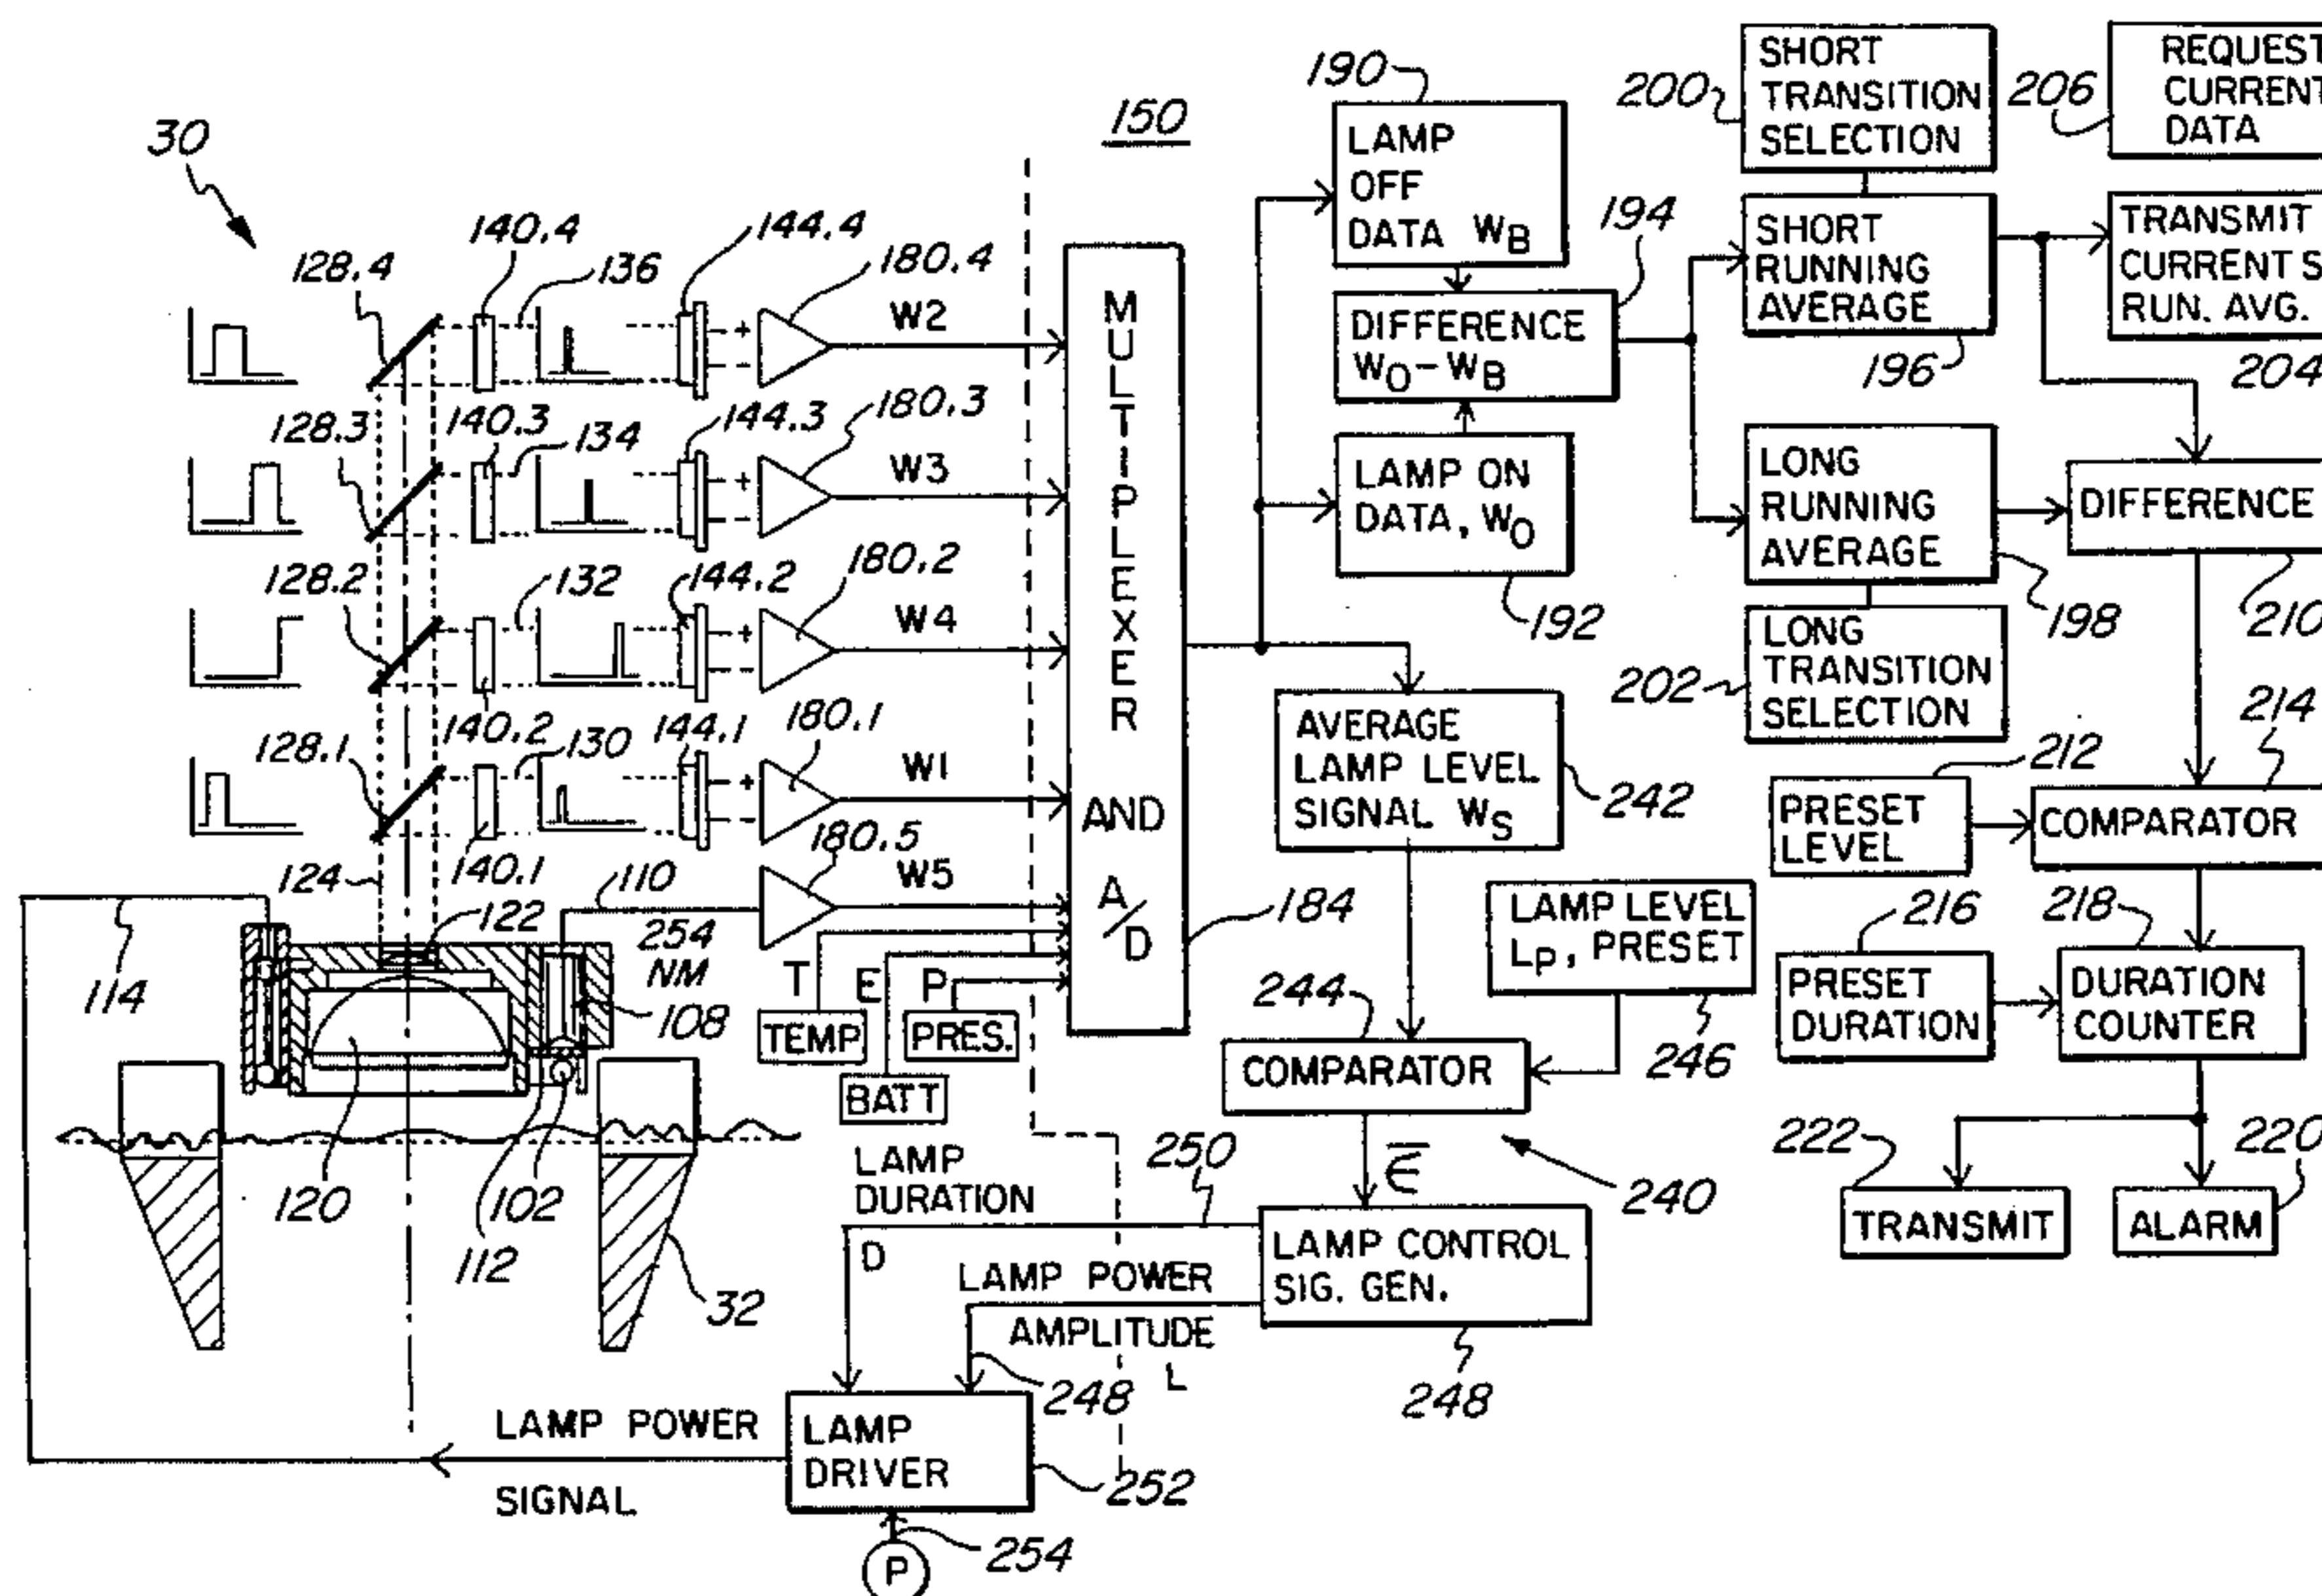 30
150
190
LAMP
OFF
DATA WB
194
200
SHORT
TRANSITION
SELECTION
206
REQUEST
CURRENT
DATA
128.4
140.4
136
144.4
180.4
W2
DIFFERENCE
WO-WB
SHORT
RUNNING
AVERAGE
196
TRANSMIT
CURRENT S
RUN. AVG.
204
128.3
140.3
134
144.3
180.3
W3
LAMP ON
DATA, WO
192
LONG
RUNNING
AVERAGE
198
DIFFERENCE
210
128.2
140.2
132
144.2
180.2
W4
202
LONG
TRANSITION
SELECTION
128.1
140.1
130
144.1
180.1
W1
MULTIPLEXER
AND
A/D
184
AVERAGE
LAMP LEVEL
SIGNAL WS
242
212
PRESET
LEVEL
214
COMPARATOR
124
122
110
254
NM
180.5
W5
114
108
T
E
P
TEMP
BATT
PRES.
LAMP LEVEL
LP, PRESET
246
244
COMPARATOR
240
216
PRESET
DURATION
218
DURATION
COUNTER
222
TRANSMIT
220
ALARM
120
112
102
32
LAMP
DURATION
D
250
Ē
LAMP CONTROL
SIG. GEN.
248
LAMP POWER
AMPLITUDE
L
248
LAMP POWER
SIGNAL
LAMP
DRIVER
252
254
P